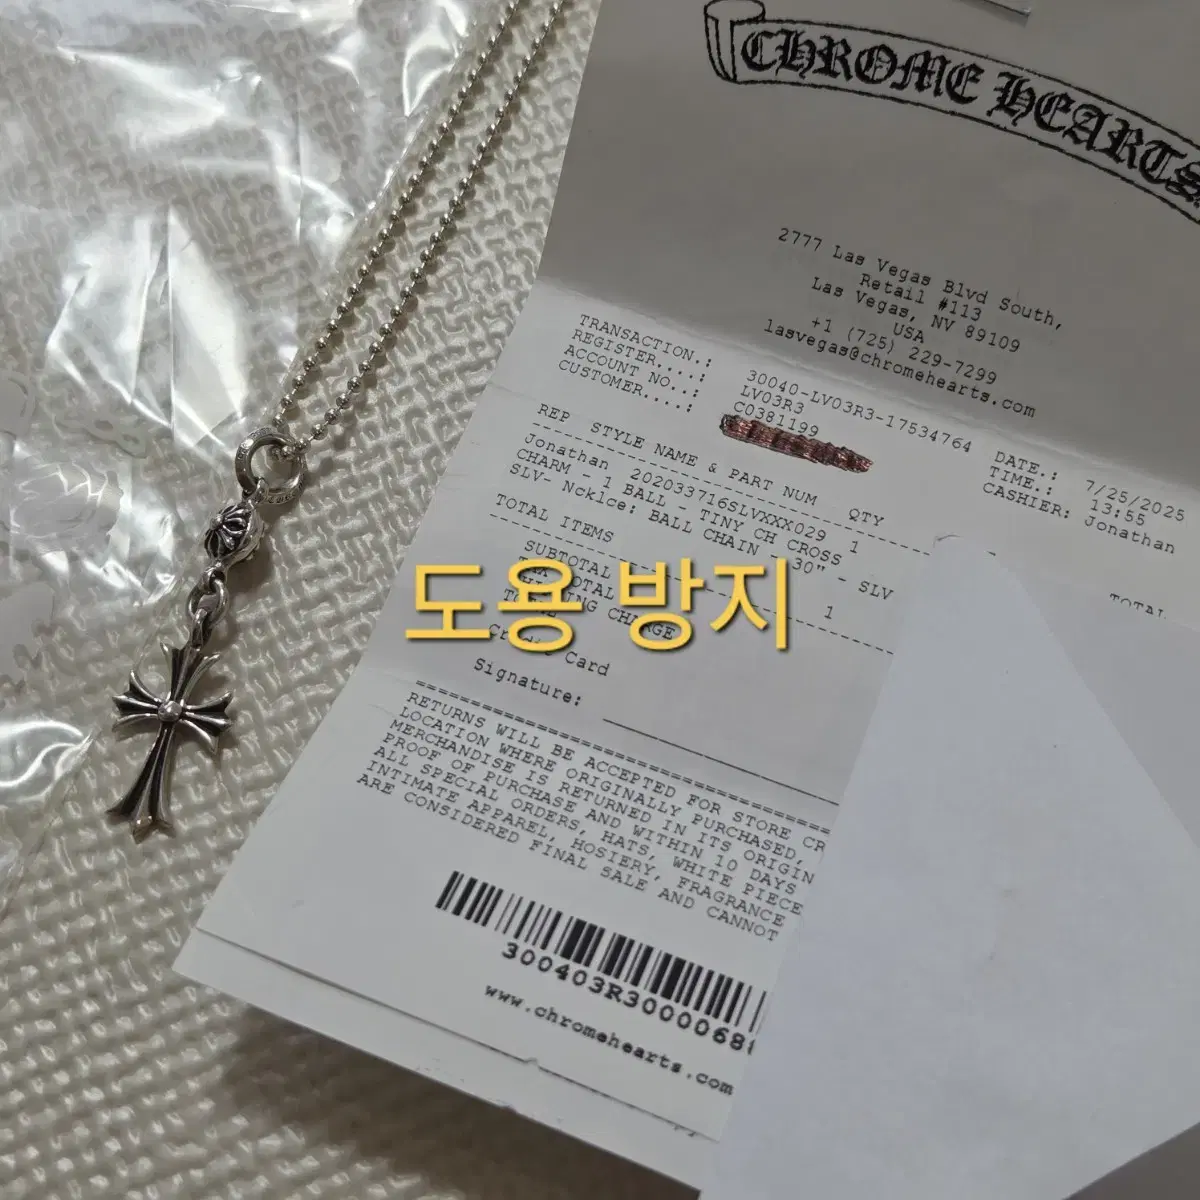 CHROME HEARTS
2777 Las Vegas Blvd South,
Retail #113
Las Vegas, NV 89109
USA
+1 (725) 229-7299
lasvegas@chromehearts.com
TRANSACTION.: 30040-LV03R3-17534764 DATE.: 7/25/2025
REGISTER....: LV03R3 TIME.: 13:55
ACCOUNT NO..: C0381199 CASHIER: Jonathan
CUSTOMER....:
REP STYLE NAME & PART NUM QTY TOTAL
Jonathan 202033716SLVXXX029 1
CHARM - 1 BALL - TINY CH CROSS
SLV- Ncklce: BALL CHAIN - 30" - SLV
TOTAL ITEMS 1
SUBTOTAL
TOTAL
CHARGE
도용 방지
Card
Signature:
RETURNS WILL BE ACCEPTED FOR STORE CR
LOCATION WHERE ORIGINALLY PURCHASED,
MERCHANDISE IS RETURNED IN ITS ORIGIN
PROOF OF PURCHASE AND WITHIN 10 DAYS
ALL SPECIAL ORDERS, HATS, WHITE PIECE
INTIMATE APPAREL, HOSIERY, FRAGRANCE
ARE CONSIDERED FINAL SALE AND CANNOT
300403R3000068
www.chromehearts.com